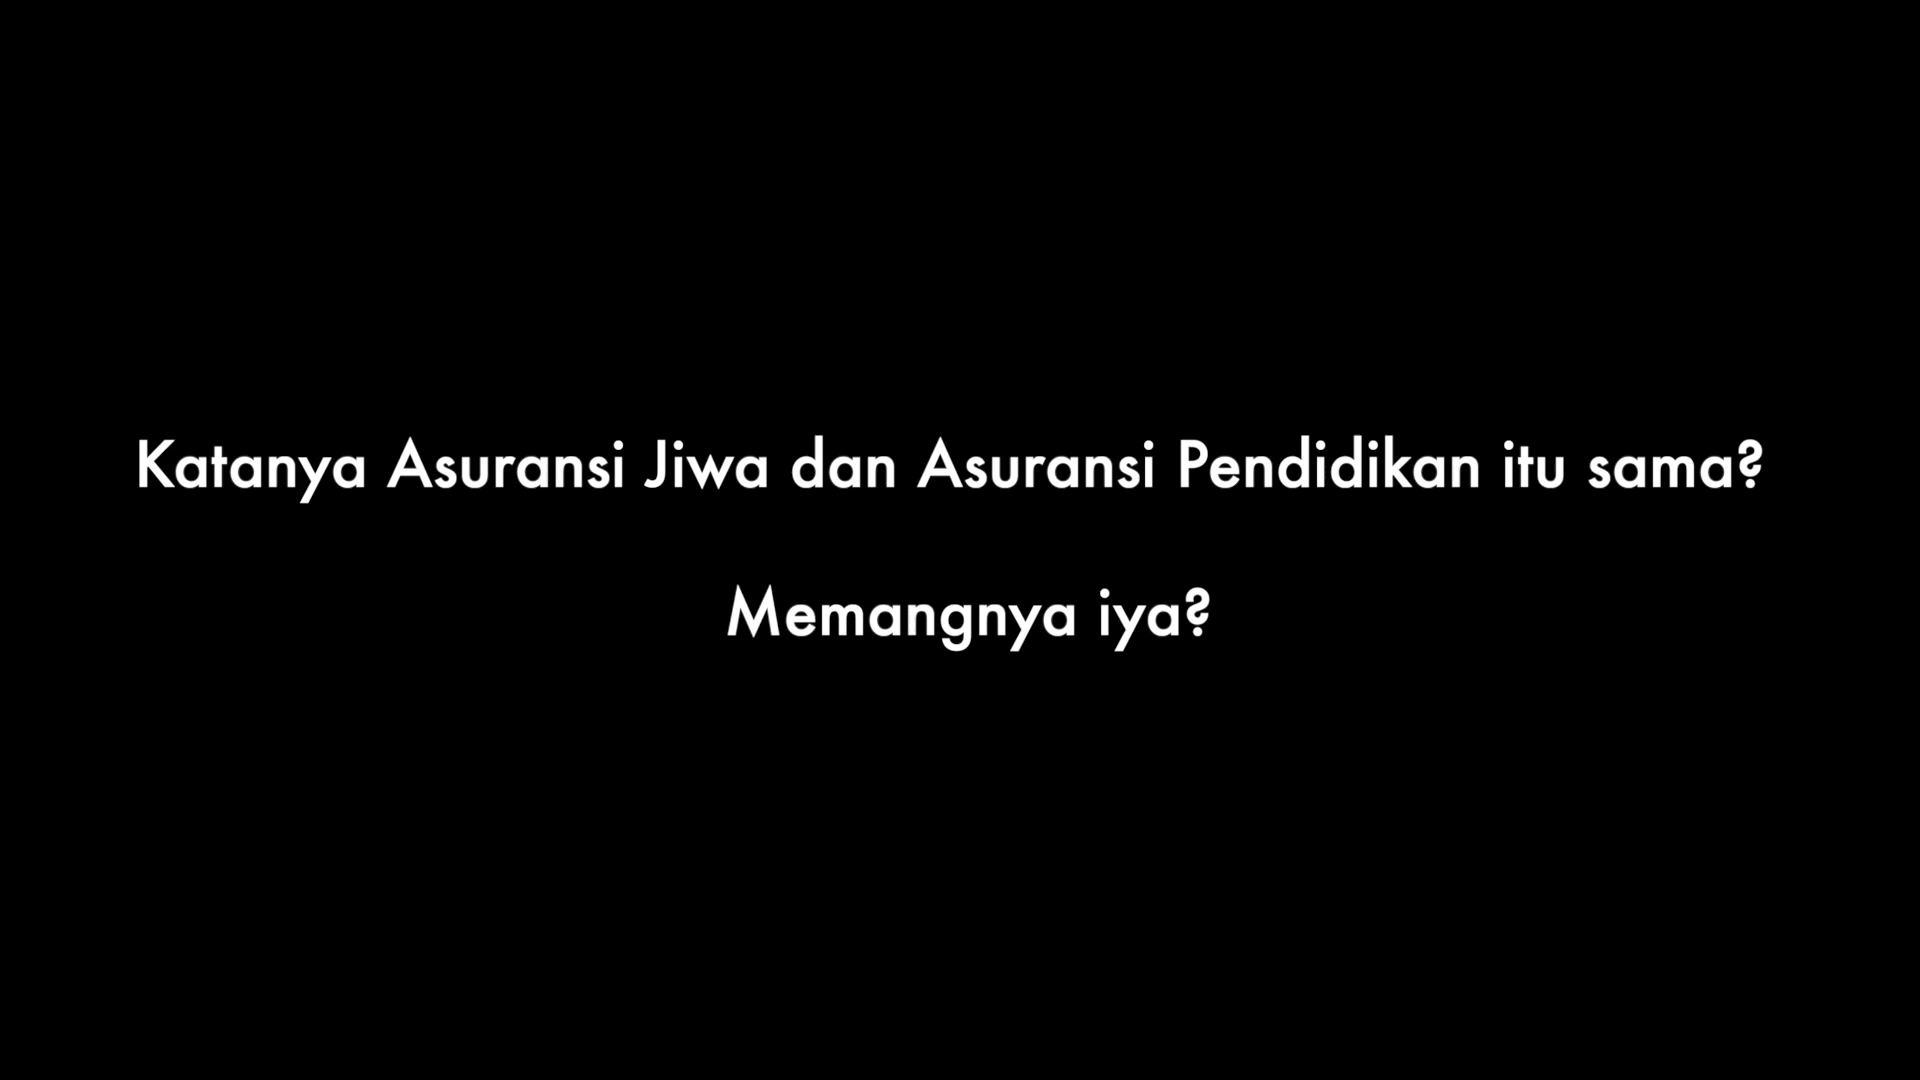 Katanya Asuransi Jiwa dan Asuransi Pendidikan itu sama?
Memangnya iya?